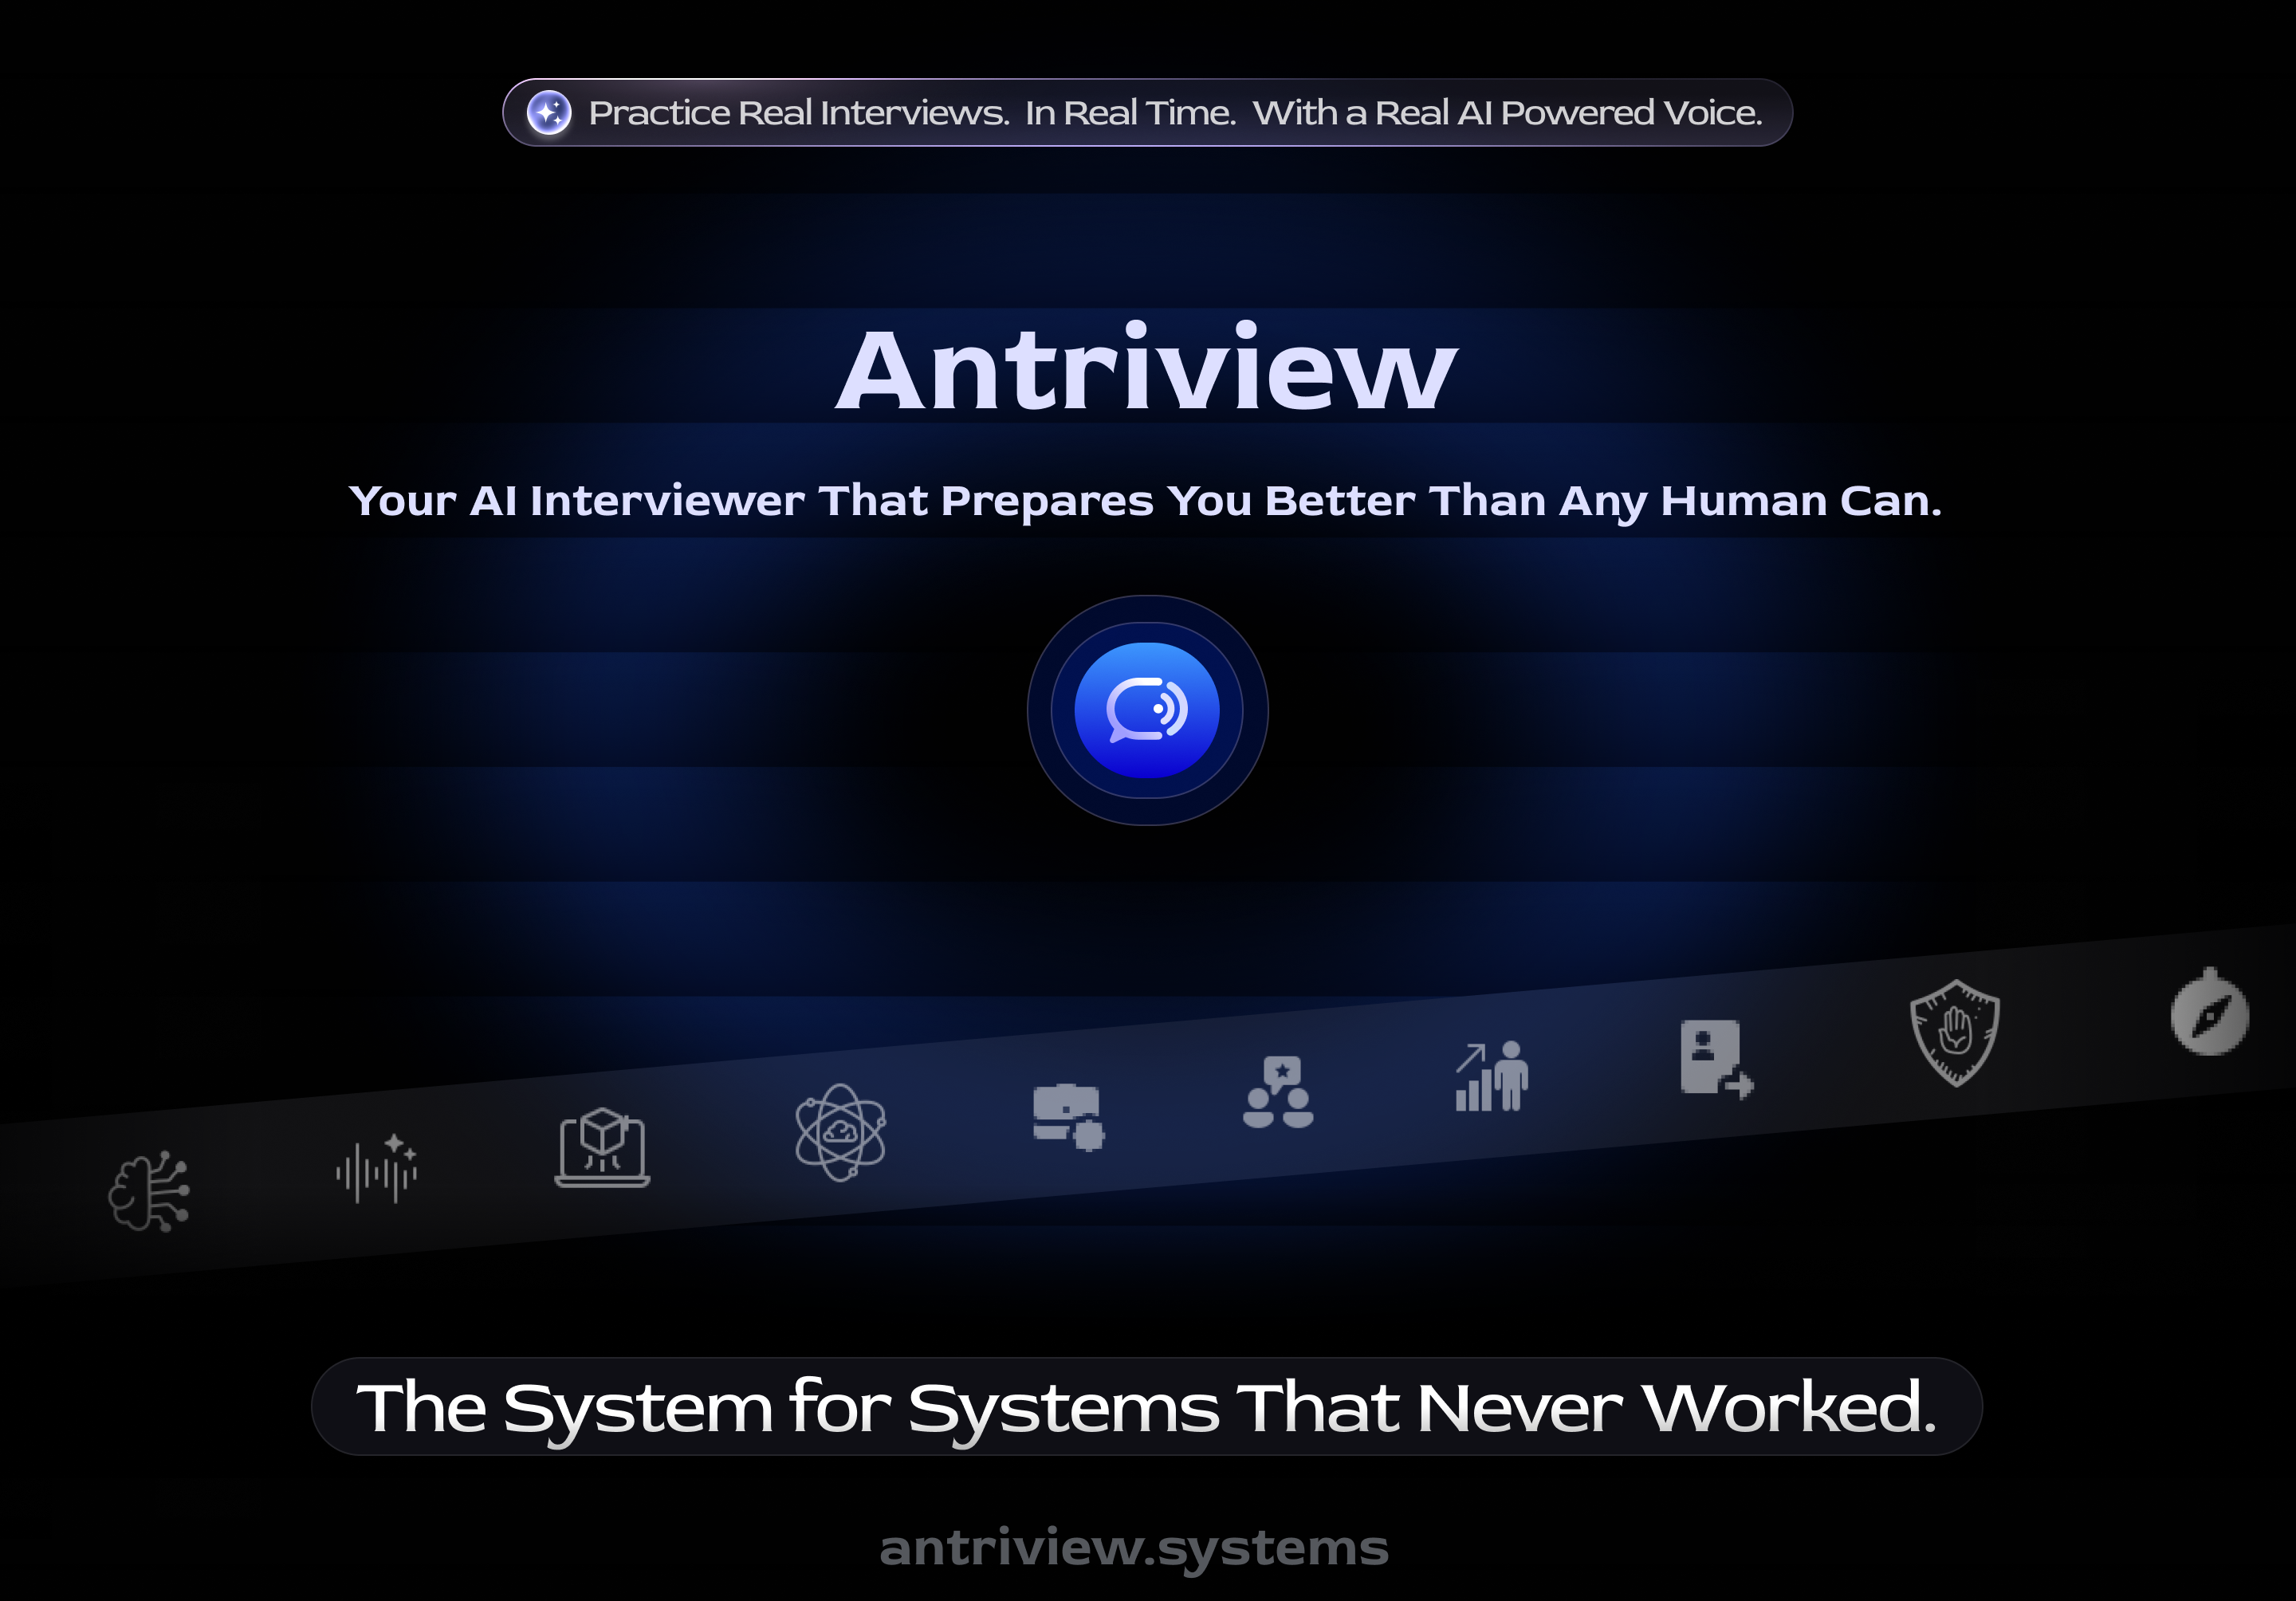 Practice Real Interviews. In Real Time. With a Real AI Powered Voice.
Antriview
Your AI Interviewer That Prepares You Better Than Any Human Can.
The System for Systems That Never Worked.
antriview.systems